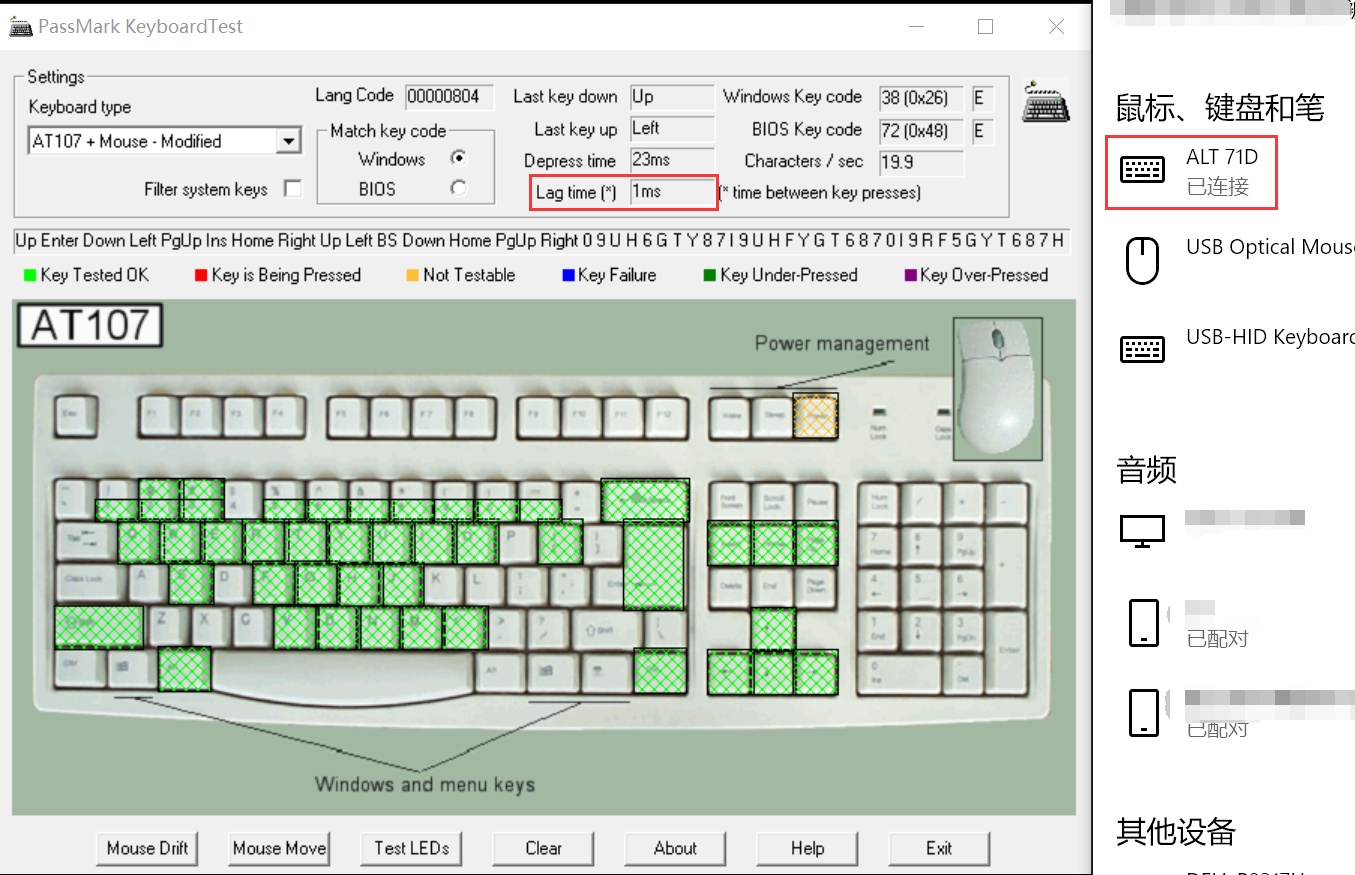 PassMark KeyboardTest
Settings
Keyboard type
AT107 + Mouse - Modified
Filter system keys
Lang Code 00000804
Match key code
Windows
BIOS
Last key down Up
Last key up Left
Depress time 23ms
Lag time (*) 1ms (* time between key presses)
Windows Key code 38 (0x26) E
BIOS Key code 72 (0x48) E
Characters / sec 19.9
Up Enter Down Left PgUp Ins Home Right Up Left BS Down Home PgUp Right 0 9 U H 6 G T Y 8 7 I 9 U H F Y G T 6 8 7 0 I 9 R F 5 G Y T 6 8 7 H
Key Tested OK Key is Being Pressed Not Testable Key Failure Key Under-Pressed Key Over-Pressed
AT107
Power management
Windows and menu keys
Mouse Drift Mouse Move Test LEDs Clear About Help Exit
鼠标、键盘和笔
ALT 71D
已连接
USB Optical Mous
USB-HID Keyboard
音频
已配对
已配对
其他设备